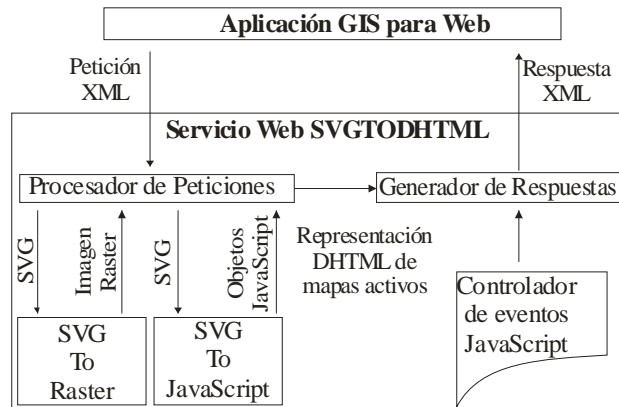 Aplicación GIS para Web
Petición
XML
Respuesta
XML
Servicio Web SVGTODHTML
Procesador de Peticiones
Generador de Respuestas
SVG
Imagen
Raster
SVG
Objetos
JavaScript
Representación
DHTML de
mapas activos
Controlador
de eventos
JavaScript
SVG
To
Raster
SVG
To
JavaScript